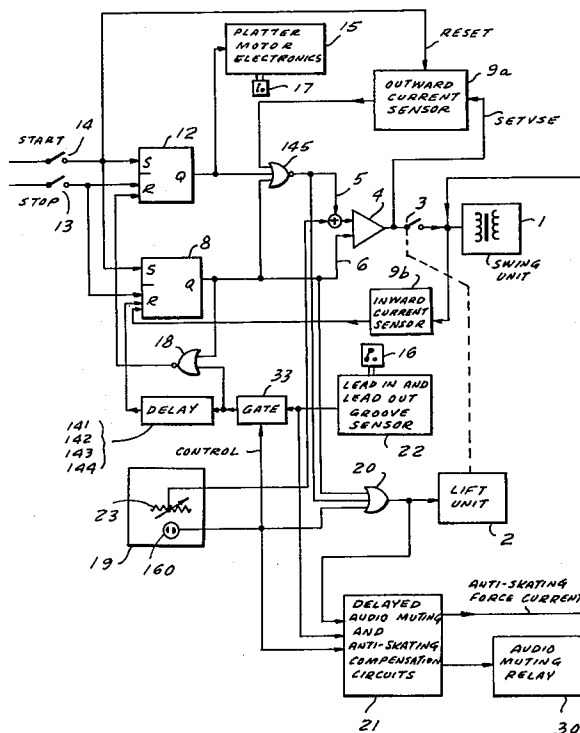 PLATTER MOTOR ELECTRONICS
15
17
RESET
9a
OUTWARD CURRENT SENSOR
SETVSE
START
14
12
S
R
Q
145
5
4
3
1
SWING UNIT
STOP
13
8
S
R
Q
6
9b
INWARD CURRENT SENSOR
18
16
33
GATE
LEAD IN AND LEAD OUT GROOVE SENSOR
22
141
142
143
144
DELAY
CONTROL
20
23
160
19
LIFT UNIT
2
DELAYED AUDIO MUTING AND ANTI-SKATING COMPENSATION CIRCUITS
21
ANTI-SKATING FORCE CURRENT
AUDIO MUTING RELAY
30